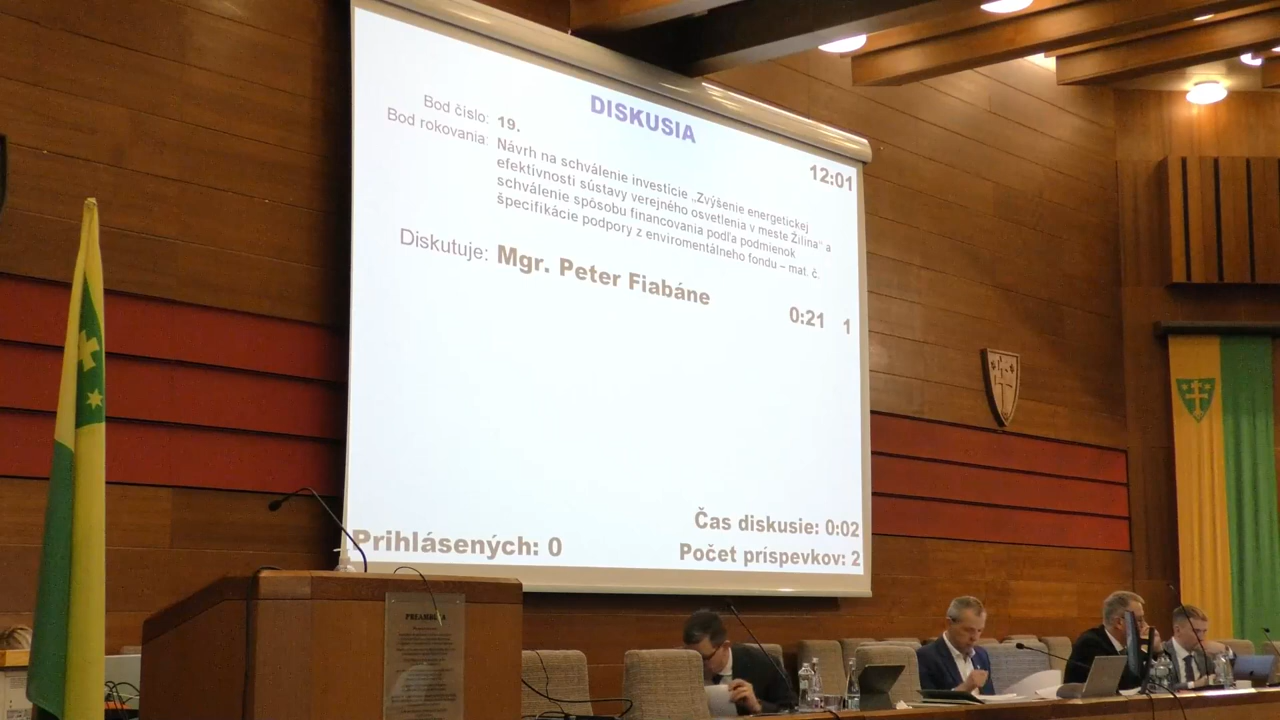 DISKUSIA
Bod číslo: 19.
12:01
Bod rokovania: Návrh na schválenie investície „Zvýšenie energetickej
efektívnosti sústavy verejného osvetlenia v meste Žilina“ a
schválenie spôsobu financovania podľa podmienok
špecifikácie podpory z enviromentálneho fondu – mat. č.
Diskutuje: Mgr. Peter Fiabáne
0:21 1
Čas diskusie: 0:02
Prihlásených: 0
Počet príspevkov: 2
PREAMBULA